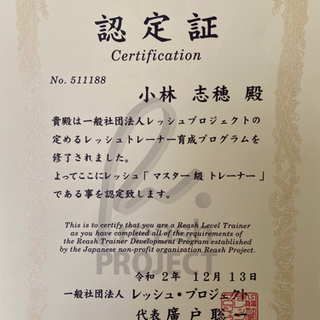 認定証
Certification
No. 511188
小林 志穂 殿
貴殿は一般社団法人レッシュプロジェクトの
定めるレッシュトレーナー育成プログラムを
修了されました。
よってここにレッシュ「 マスター 級 トレーナー 」
である事を認定致します。
This is to certify that you are a Reash Level Trainer
as you have completed all of the requirements of
the Reash Trainer Development Program established
by the Japanese non-profit organization Reash Project.
PROJECT
令和 2年 12月 13日
一般社団法人 レッシュ・プロジェクト
代表 廣戸聡一